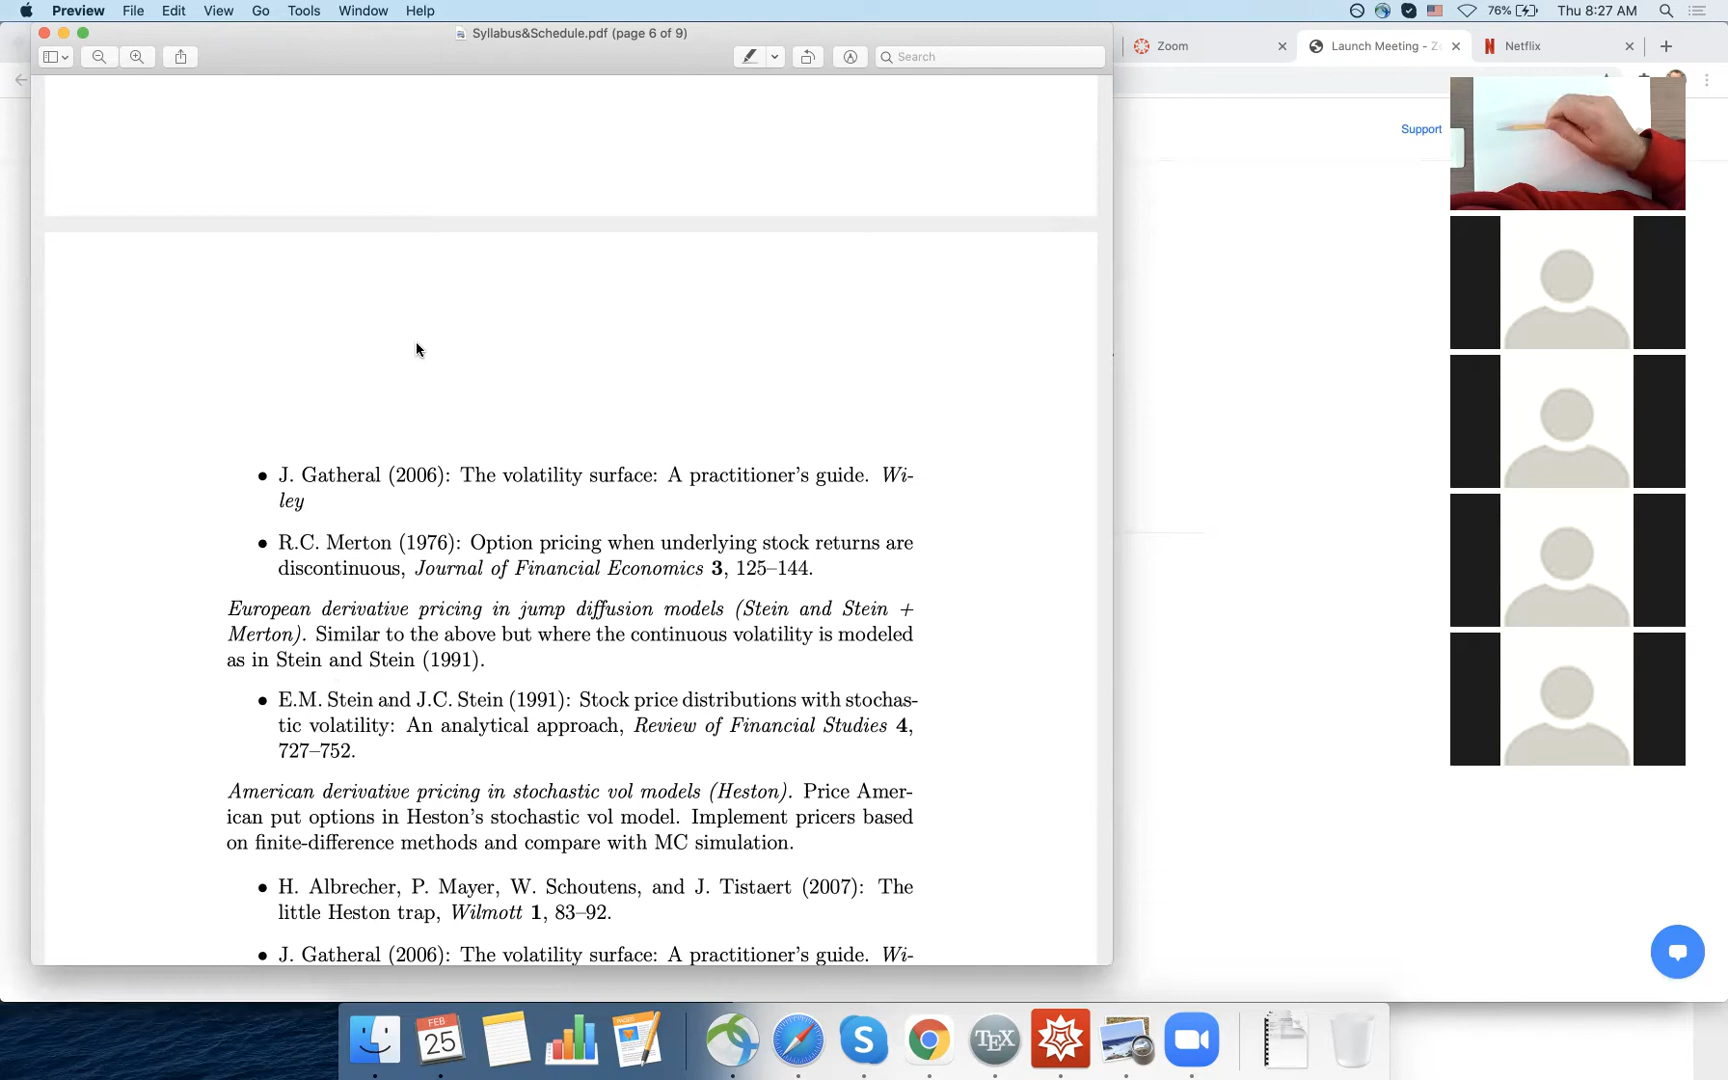 Preview File Edit View Go Tools Window Help 76% Thu 8:27 AM
Syllabus&Schedule.pdf (page 6 of 9)
Zoom Launch Meeting - Netflix
Search
Support
• J. Gatheral (2006): The volatility surface: A practitioner's guide. Wi-
ley
• R.C. Merton (1976): Option pricing when underlying stock returns are
discontinuous, Journal of Financial Economics 3, 125–144.
European derivative pricing in jump diffusion models (Stein and Stein +
Merton). Similar to the above but where the continuous volatility is modeled
as in Stein and Stein (1991).
• E.M. Stein and J.C. Stein (1991): Stock price distributions with stochas-
tic volatility: An analytical approach, Review of Financial Studies 4,
727–752.
American derivative pricing in stochastic vol models (Heston). Price Amer-
ican put options in Heston's stochastic vol model. Implement pricers based
on finite-difference methods and compare with MC simulation.
• H. Albrecher, P. Mayer, W. Schoutens, and J. Tistaert (2007): The
little Heston trap, Wilmott 1, 83–92.
• J. Gatheral (2006): The volatility surface: A practitioner's guide. Wi-
FEB
25
TEX